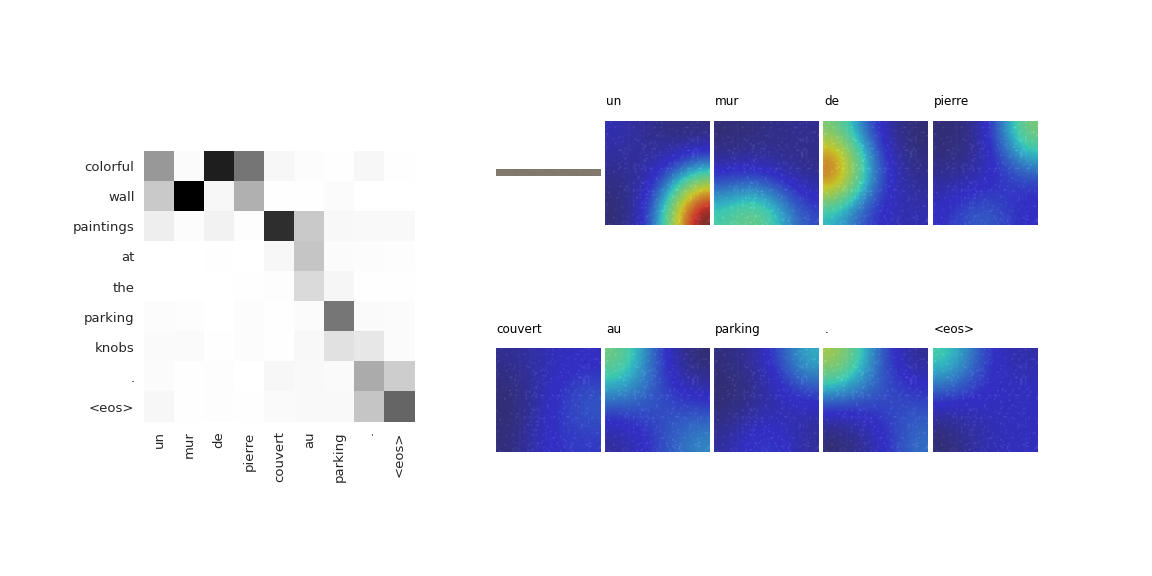 colorful
wall
paintings
at
the
parking
knobs
.
<eos>
un mur de pierre couvert au parking . <eos>
un mur de pierre
couvert au parking . <eos>